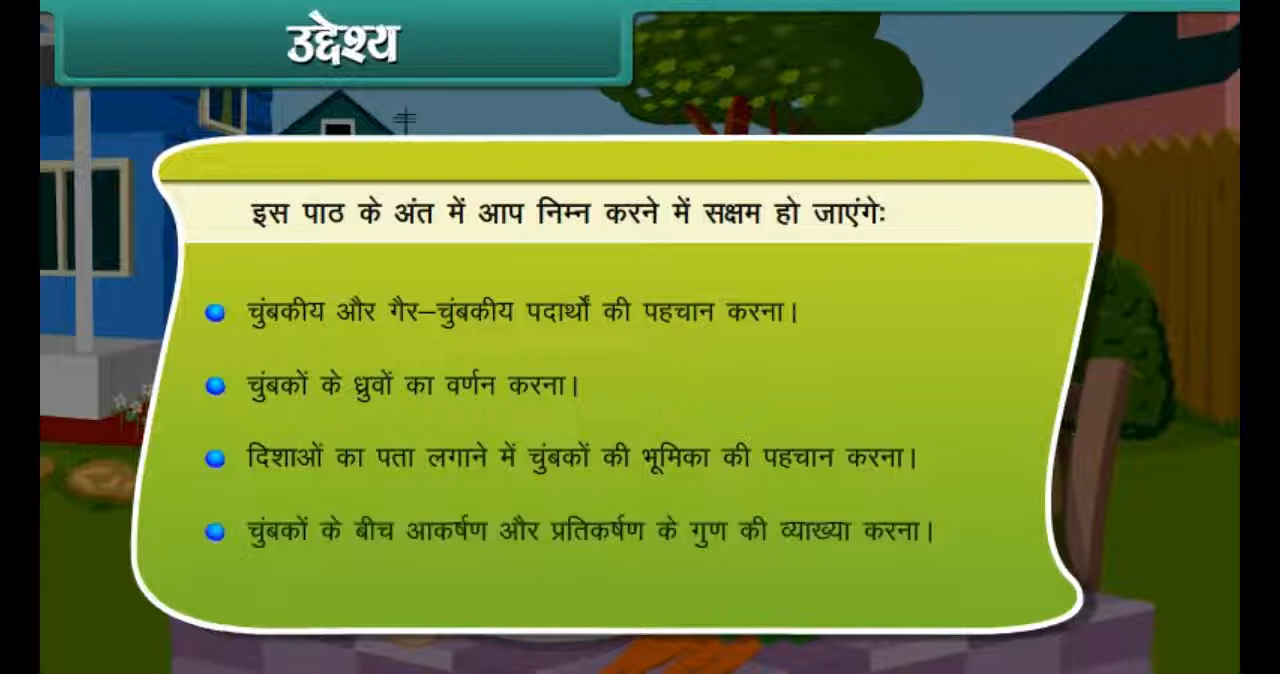 उद्देश्य
इस पाठ के अंत में आप निम्न करने में सक्षम हो जाएंगेः
चुंबकीय और गैर–चुंबकीय पदार्थों की पहचान करना।
चुंबकों के ध्रुवों का वर्णन करना।
दिशाओं का पता लगाने में चुंबकों की भूमिका की पहचान करना।
चुंबकों के बीच आकर्षण और प्रतिकर्षण के गुण की व्याख्या करना।